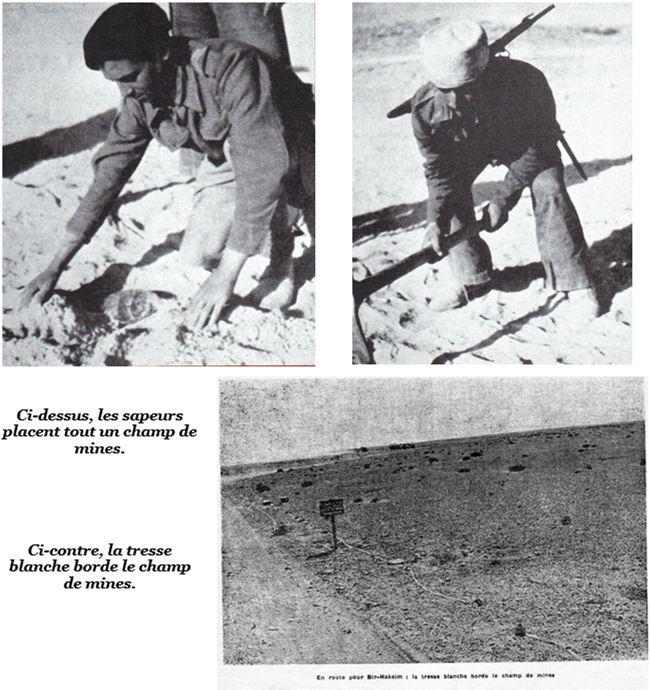 Ci-dessus, les sapeurs
placent tout un champ de
mines.
Ci-contre, la tresse
blanche borde le champ
de mines.
En route pour Bir-Hakeim : la tresse blanche borde le champ de mines